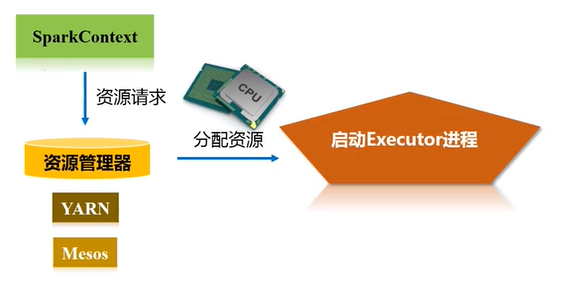 SparkContext
资源请求
CPU
分配资源
启动Executor进程
资源管理器
YARN
Mesos